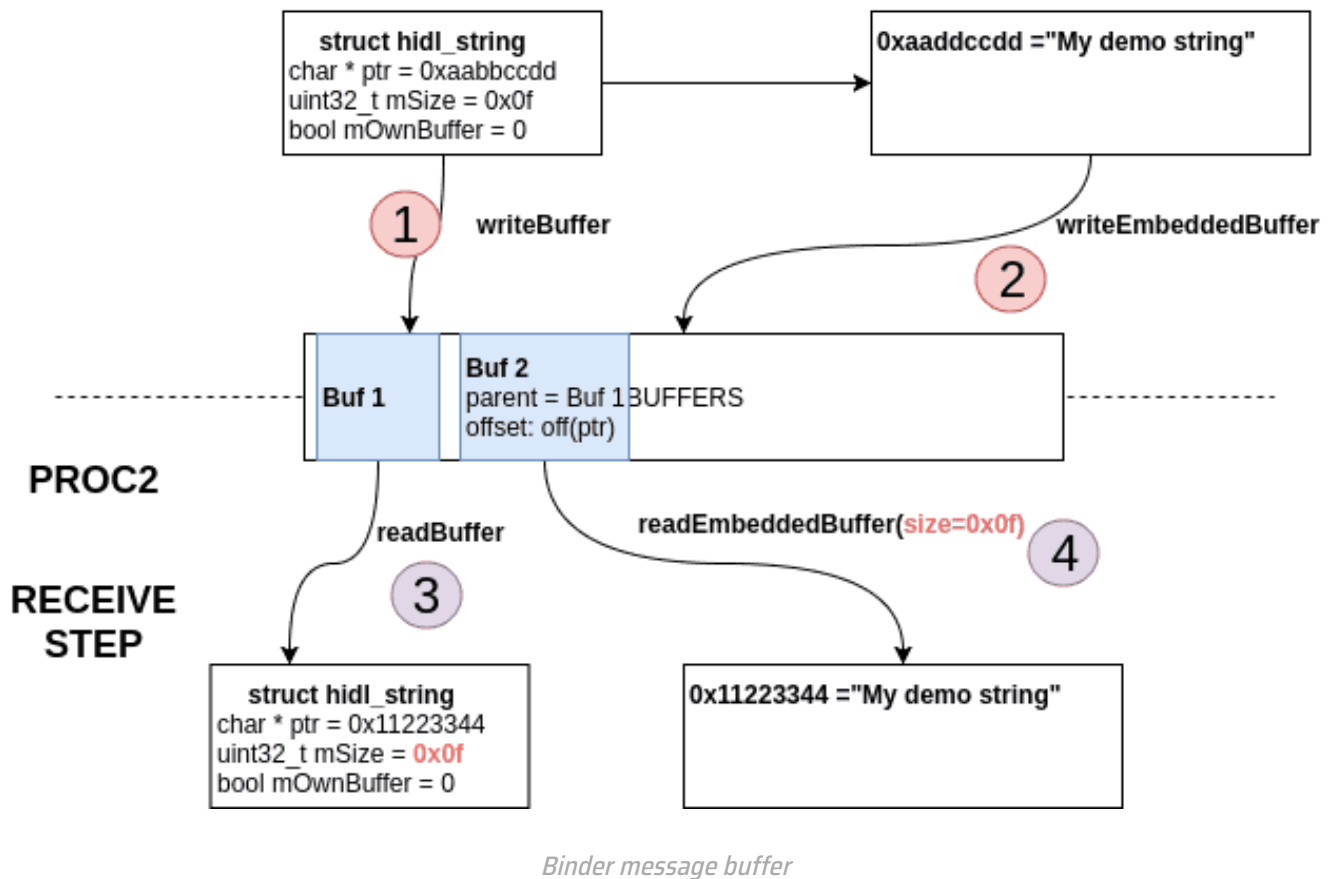 struct hidl_string
char * ptr = 0xaabbccdd
uint32_t mSize = 0x0f
bool mOwnBuffer = 0
0xaaddccdd ="My demo string"
1
writeBuffer
writeEmbeddedBuffer
2
Buf 1
Buf 2
parent = Buf 1
offset: off(ptr)
BUFFERS
PROC2
RECEIVE
STEP
readBuffer
3
readEmbeddedBuffer(size=0x0f)
4
struct hidl_string
char * ptr = 0x11223344
uint32_t mSize = 0x0f
bool mOwnBuffer = 0
0x11223344 ="My demo string"
Binder message buffer